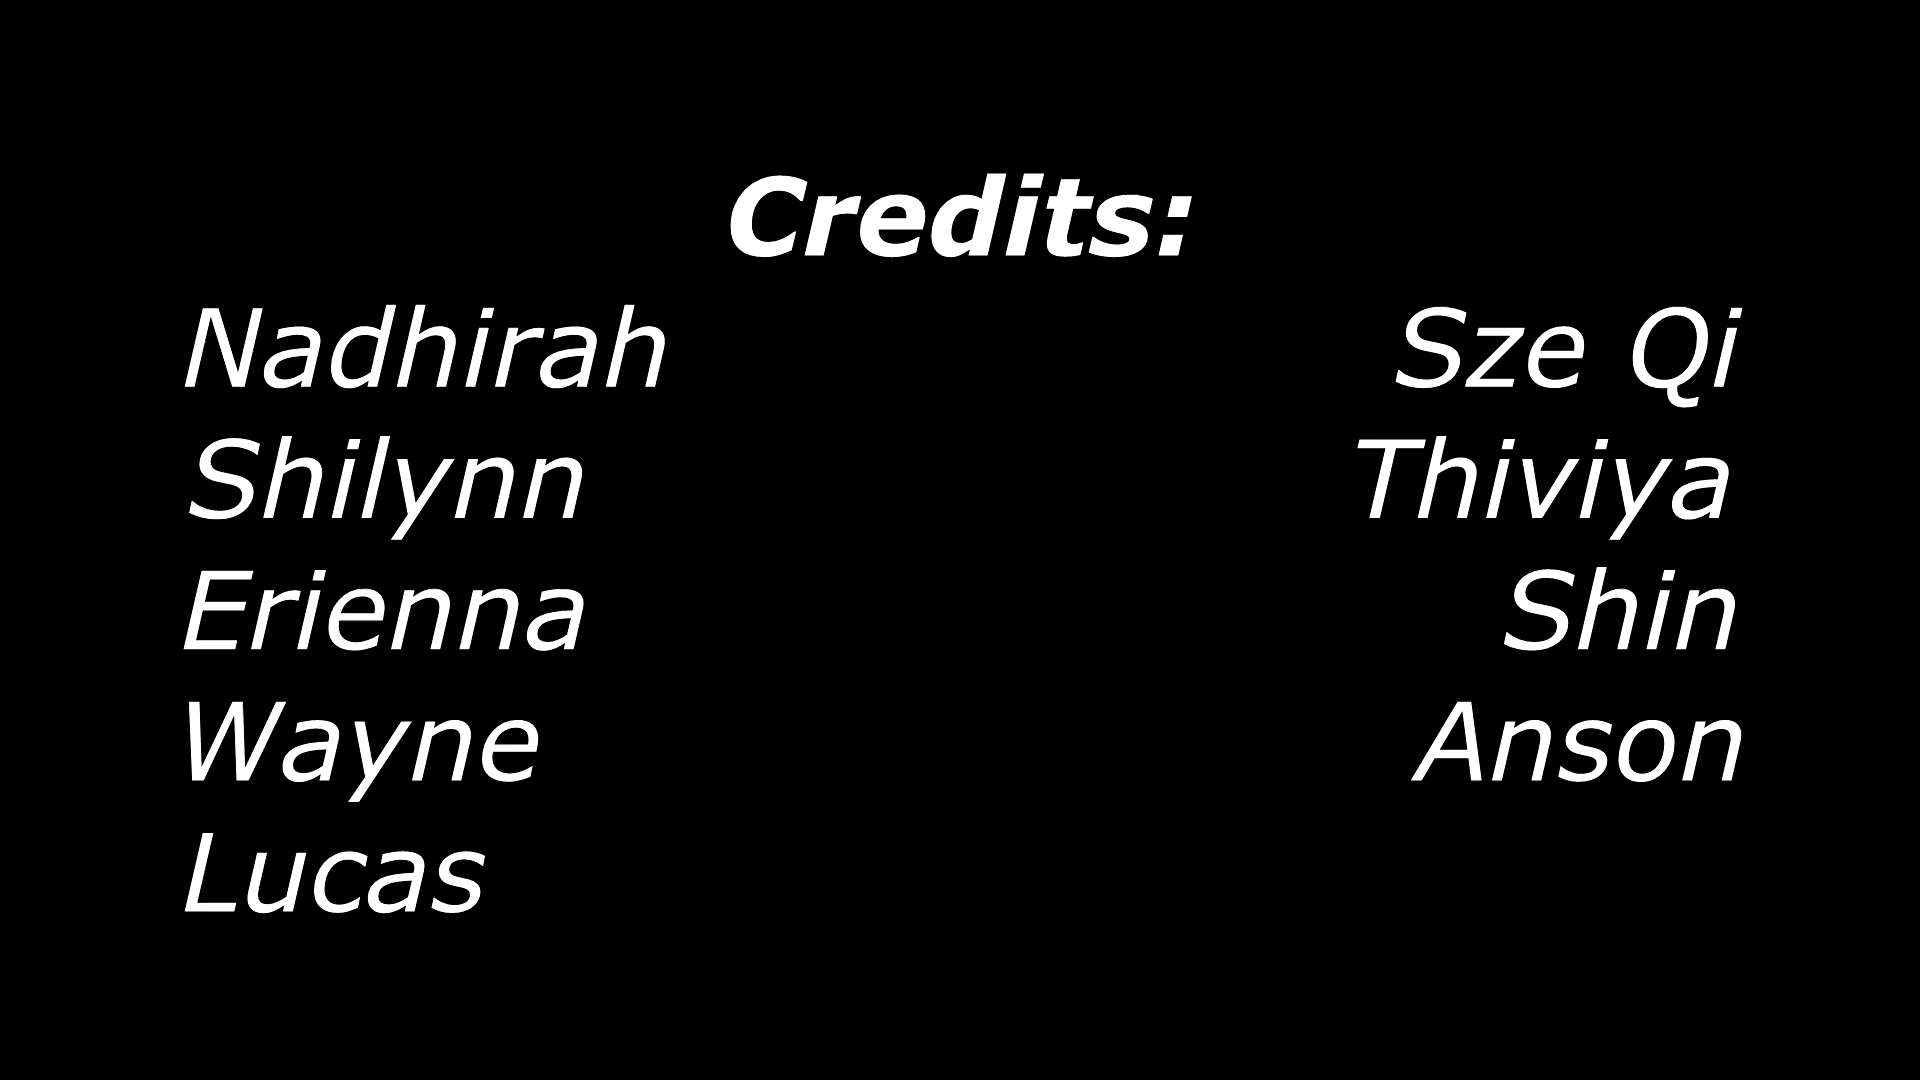 Credits:
Nadhirah
Shilynn
Erienna
Wayne
Lucas
Sze Qi
Thiviya
Shin
Anson